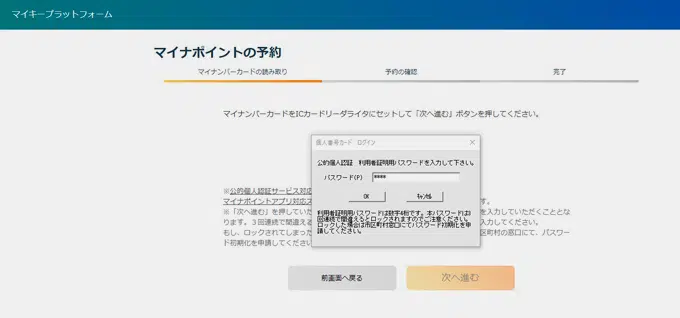 マイキープラットフォーム
マイナポイントの予約
マイナンバーカードの読み取り
予約の確認
完了
マイナンバーカードをICカードリーダライタにセットして「次へ進む」ボタンを押してください。
個人番号カード ログイン
公的個人認証 利用者証明用パスワードを入力して下さい。
パスワード(P)
****
OK
キャンセル
利用者証明用パスワードは数字4桁です。本パスワードは3
回連続で間違えるとロックされますのでご注意ください。
ロックした場合は市区町村窓口にてパスワード初期化を申
請してください。
※公的個人認証サービス対応
マイナポイントアプリ対応ス
す。
※「次へ進む」を押していた
を入力していただくこととな
ります。3回連続で間違える
入力してください。
もし、ロックされてしまった
区町村の窓口にて、パスワー
ド初期化を申請してください
前画面へ戻る
次へ進む